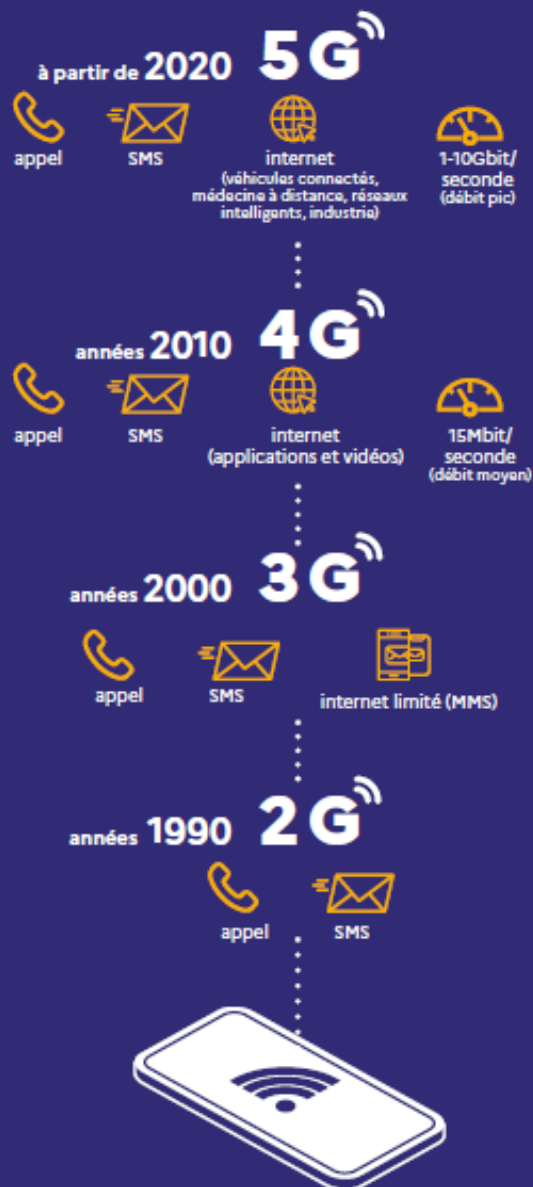 à partir de 2020 5G
appel
SMS
internet
(véhicules connectés,
médecine à distance, réseaux
intelligents, industrie)
1-10Gbit/
seconde
(débit pic)
années 2010 4G
appel
SMS
internet
(applications et vidéos)
15Mbit/
seconde
(débit moyen)
années 2000 3G
appel
SMS
internet limité (MMS)
années 1990 2G
appel
SMS